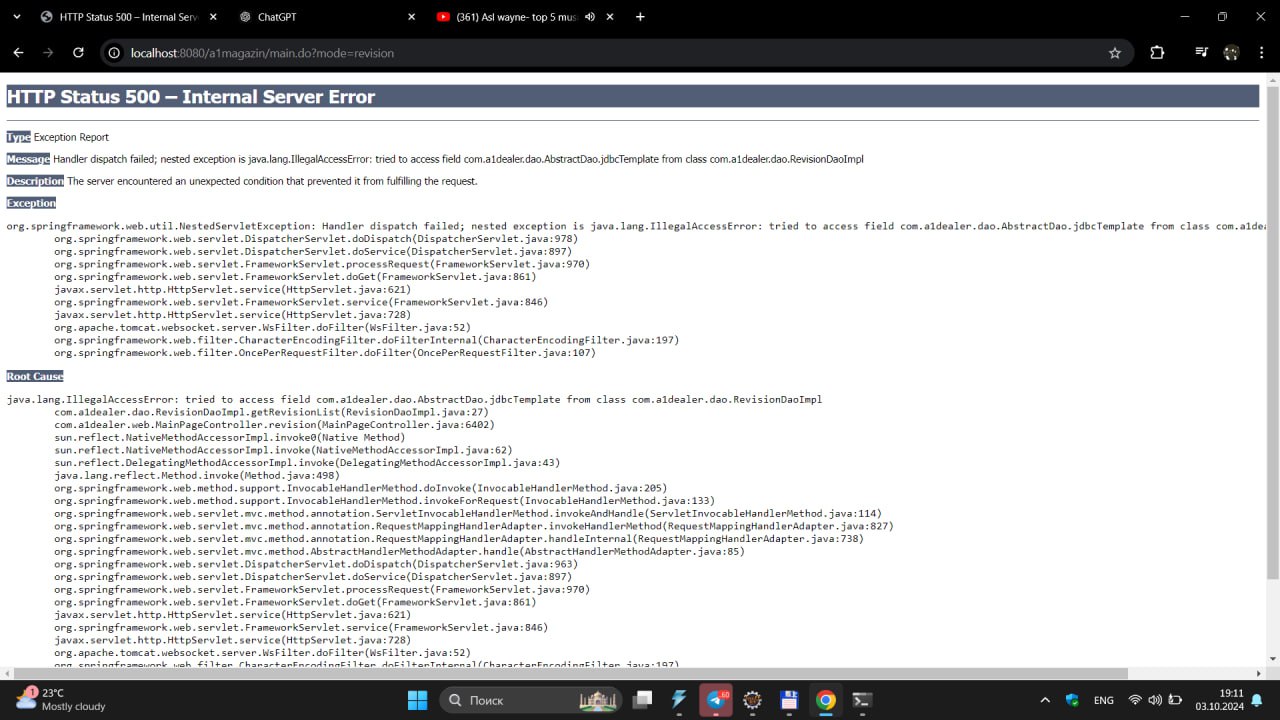 HTTP Status 500 – Internal Serv
ChatGPT
(361) Asl wayne- top 5 mus
localhost:8080/a1magazin/main.do?mode=revision
HTTP Status 500 – Internal Server Error
Type Exception Report
Message Handler dispatch failed; nested exception is java.lang.IllegalAccessError: tried to access field com.a1dealer.dao.AbstractDao.jdbcTemplate from class com.a1dealer.dao.RevisionDaoImpl
Description The server encountered an unexpected condition that prevented it from fulfilling the request.
Exception
org.springframework.web.util.NestedServletException: Handler dispatch failed; nested exception is java.lang.IllegalAccessError: tried to access field com.a1dealer.dao.AbstractDao.jdbcTemplate from class com.a1dea
org.springframework.web.servlet.DispatcherServlet.doDispatch(DispatcherServlet.java:978)
org.springframework.web.servlet.DispatcherServlet.doService(DispatcherServlet.java:897)
org.springframework.web.servlet.FrameworkServlet.processRequest(FrameworkServlet.java:970)
org.springframework.web.servlet.FrameworkServlet.doGet(FrameworkServlet.java:861)
javax.servlet.http.HttpServlet.service(HttpServlet.java:621)
org.springframework.web.servlet.FrameworkServlet.service(FrameworkServlet.java:846)
javax.servlet.http.HttpServlet.service(HttpServlet.java:728)
org.apache.tomcat.websocket.server.WsFilter.doFilter(WsFilter.java:52)
org.springframework.web.filter.CharacterEncodingFilter.doFilterInternal(CharacterEncodingFilter.java:197)
org.springframework.web.filter.OncePerRequestFilter.doFilter(OncePerRequestFilter.java:107)
Root Cause
java.lang.IllegalAccessError: tried to access field com.a1dealer.dao.AbstractDao.jdbcTemplate from class com.a1dealer.dao.RevisionDaoImpl
com.a1dealer.dao.RevisionDaoImpl.getRevisionList(RevisionDaoImpl.java:27)
com.a1dealer.web.MainPageController.revision(MainPageController.java:6402)
sun.reflect.NativeMethodAccessorImpl.invoke0(Native Method)
sun.reflect.NativeMethodAccessorImpl.invoke(NativeMethodAccessorImpl.java:62)
sun.reflect.DelegatingMethodAccessorImpl.invoke(DelegatingMethodAccessorImpl.java:43)
java.lang.reflect.Method.invoke(Method.java:498)
org.springframework.web.method.support.InvocableHandlerMethod.doInvoke(InvocableHandlerMethod.java:205)
org.springframework.web.method.support.InvocableHandlerMethod.invokeForRequest(InvocableHandlerMethod.java:133)
org.springframework.web.servlet.mvc.method.annotation.ServletInvocableHandlerMethod.invokeAndHandle(ServletInvocableHandlerMethod.java:114)
org.springframework.web.servlet.mvc.method.annotation.RequestMappingHandlerAdapter.invokeHandlerMethod(RequestMappingHandlerAdapter.java:827)
org.springframework.web.servlet.mvc.method.annotation.RequestMappingHandlerAdapter.handleInternal(RequestMappingHandlerAdapter.java:738)
org.springframework.web.servlet.mvc.method.AbstractHandlerMethodAdapter.handle(AbstractHandlerMethodAdapter.java:85)
org.springframework.web.servlet.DispatcherServlet.doDispatch(DispatcherServlet.java:963)
org.springframework.web.servlet.DispatcherServlet.doService(DispatcherServlet.java:897)
org.springframework.web.servlet.FrameworkServlet.processRequest(FrameworkServlet.java:970)
org.springframework.web.servlet.FrameworkServlet.doGet(FrameworkServlet.java:861)
javax.servlet.http.HttpServlet.service(HttpServlet.java:621)
org.springframework.web.servlet.FrameworkServlet.service(FrameworkServlet.java:846)
javax.servlet.http.HttpServlet.service(HttpServlet.java:728)
org.apache.tomcat.websocket.server.WsFilter.doFilter(WsFilter.java:52)
org.springframework.web.filter.CharacterEncodingFilter.doFilterInternal(CharacterEncodingFilter.java:197)
1
23°C
Mostly cloudy
Поиск
60
ENG
19:11
03.10.2024